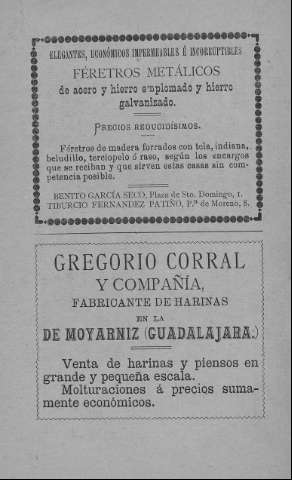 ELEGANTES, ECONÓMICOS IMPERMEABLES É INCORRUPTIBLES
FÉRETROS METÁLICOS
de acero y hierro emplomado y hierro
galvanizado.
PRECIOS REDUCIDÍSIMOS.
Féretros de madera forrados con tela, indiana,
beludillo, terciopelo ó raso, según los encargos
que se reciban y que sirven estas casas sin com-
petencia posible.
BENITO GARCÍA SECO, Plaza de Sto. Domingo, 1.
TIBURCIO FERNANDEZ PATIÑO, P.ª de Moreno, 8.
GREGORIO CORRAL
Y COMPAÑÍA,
FABRICANTE DE HARINAS
EN LA
DE MOYARNIZ (GUADALAJARA.)
Venta de harinas y piensos en
grande y pequeña escala.
Molturaciones á precios suma-
mente económicos.